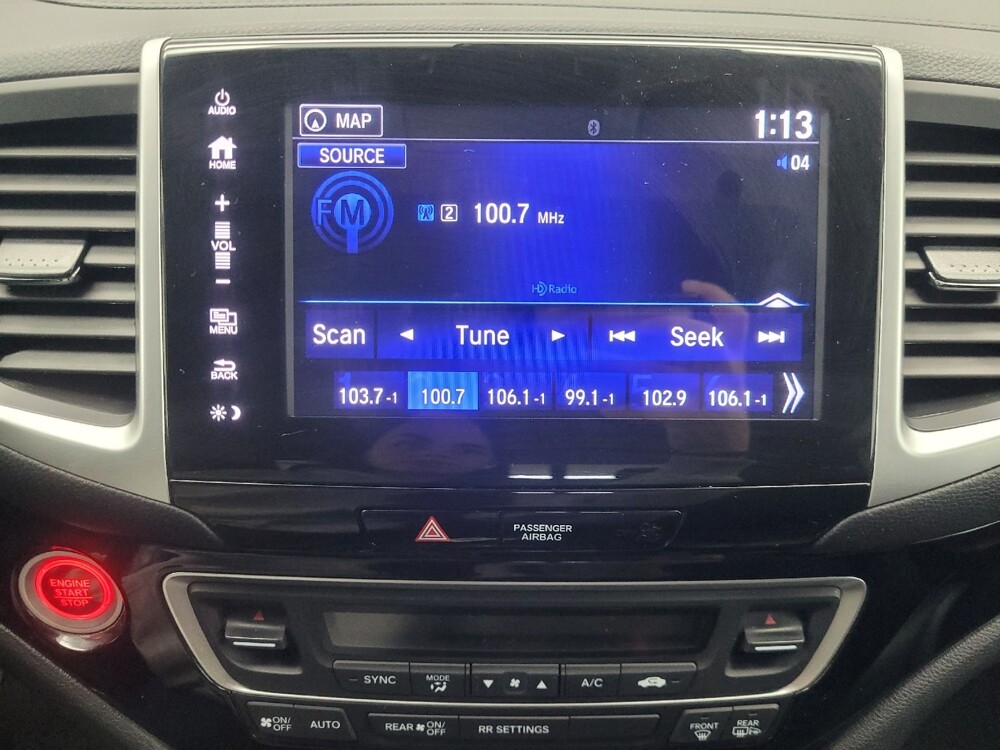 AUDIO
HOME
+
VOL
−
MENU
BACK
MAP
1:13
SOURCE
04
FM
2 100.7 MHz
HD Radio
Scan Tune Seek
103.7-1 100.7 106.1-1 99.1-1 102.9 106.1-1
PASSENGER
AIRBAG
ENGINE
START
STOP
SYNC MODE A/C
ON/
OFF
AUTO
REAR ON/
OFF
RR SETTINGS
FRONT
REAR